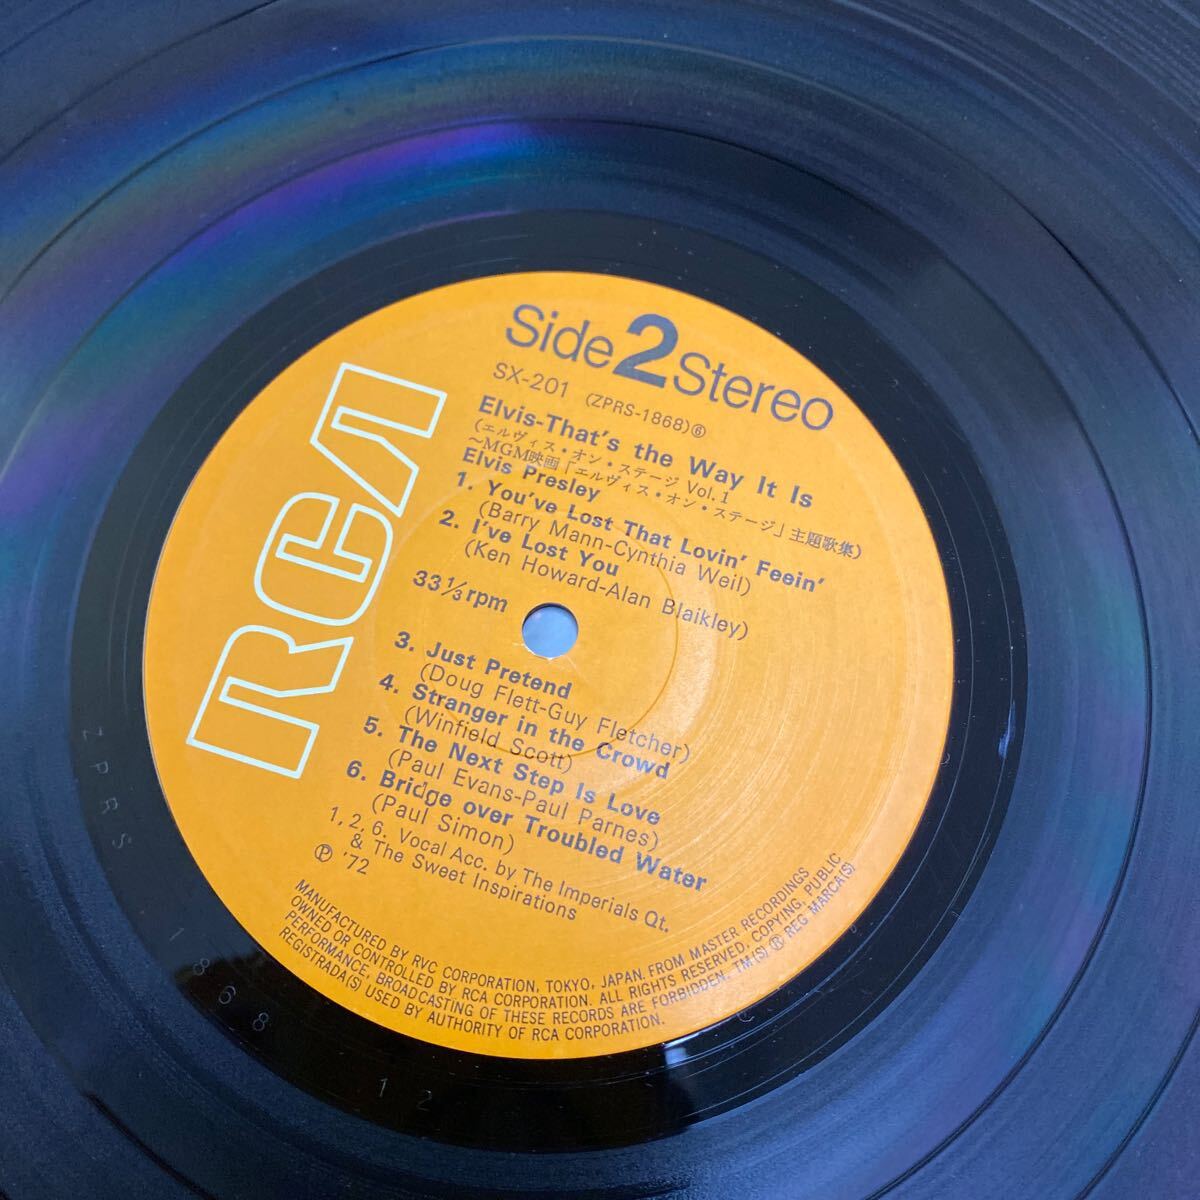 RCA
Side 2 Stereo
SX-201 (ZPRS-1868)⑥
Elvis-That's the Way It Is
(エルヴィス・オン・ステージ Vol.1
～MGM映画「エルヴィス・オン・ステージ」主題歌集)
Elvis Presley
1. You've Lost That Lovin' Feein'
(Barry Mann-Cynthia Weil)
2. I've Lost You
(Ken Howard-Alan Blaikley)
33 1/3 rpm
3. Just Pretend
(Doug Flett-Guy Fletcher)
4. Stranger in the Crowd
(Winfield Scott)
5. The Next Step Is Love
(Paul Evans-Paul Parnes)
6. Bridge over Troubled Water
(Paul Simon)
1, 2, 6. Vocal Acc. by The Imperials Qt.
& The Sweet Inspirations
Ⓟ '72
MANUFACTURED BY RVC CORPORATION, TOKYO, JAPAN. FROM MASTER RECORDINGS
OWNED OR CONTROLLED BY RCA CORPORATION. ALL RIGHTS RESERVED, COPYING, PUBLIC
PERFORMANCE, BROADCASTING OF THESE RECORDS ARE FORBIDDEN. TM(S) ® REG MARCA(S)
REGISTRADA(S) USED BY AUTHORITY OF RCA CORPORATION.
ZPRS 1868 12